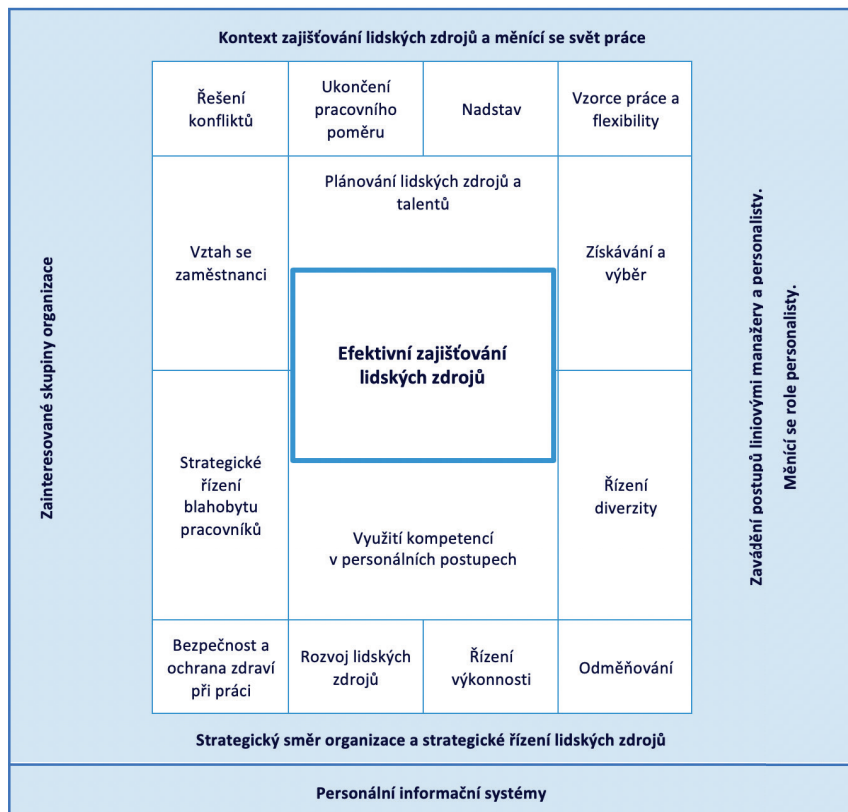 Kontext zajišťování lidských zdrojů a měnící se svět práce
Řešení
konfliktů
Ukončení
pracovního
poměru
Nadstav
Vzorce práce a
flexibility
Plánování lidských zdrojů a
talentů
Vztah se
zaměstnanci
Získávání a
výběr
Efektivní zajišťování
lidských zdrojů
Strategické
řízení
blahobytu
pracovníků
Využití kompetencí
v personálních postupech
Řízení
diverzity
Bezpečnost a
ochrana zdraví
při práci
Rozvoj lidských
zdrojů
Řízení
výkonnosti
Odměňování
Zainteresované skupiny organizace
Zavádění postupů liniovými manažery a personalisty.
Měnící se role personalisty.
Strategický směr organizace a strategické řízení lidských zdrojů
Personální informační systémy